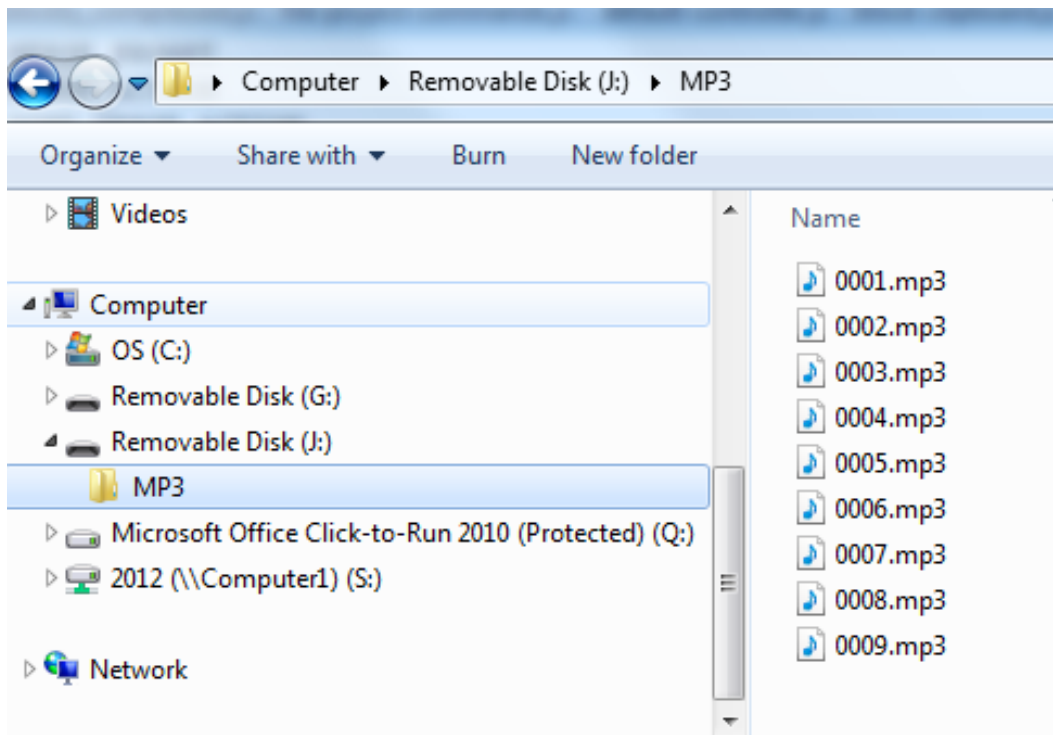 Computer Removable Disk (J:) MP3
Organize Share with Burn New folder
Videos
Computer
OS (C:)
Removable Disk (G:)
Removable Disk (J:)
MP3
Microsoft Office Click-to-Run 2010 (Protected) (Q:)
2012 (\\Computer1) (S:)
Network
Name
0001.mp3
0002.mp3
0003.mp3
0004.mp3
0005.mp3
0006.mp3
0007.mp3
0008.mp3
0009.mp3